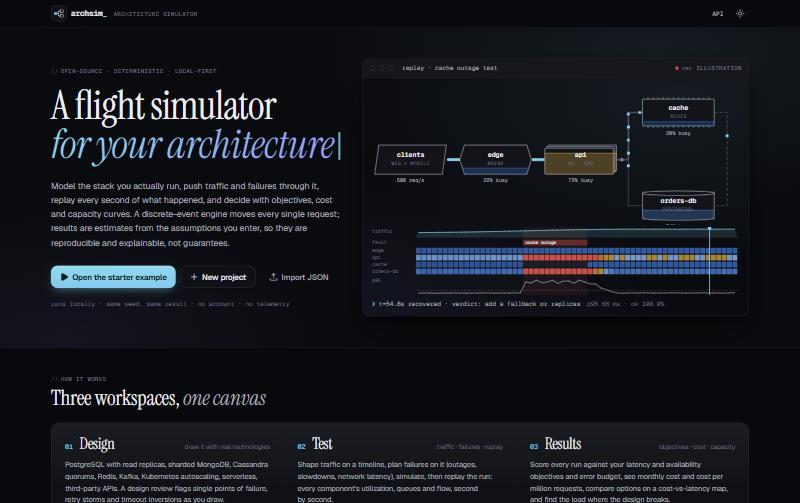 archsim_ ARCHITECTURE SIMULATOR
API
// OPEN-SOURCE · DETERMINISTIC · LOCAL-FIRST
A flight simulator
for your architecture
Model the stack you actually run, push traffic and failures through it,
replay every second of what happened, and decide with objectives, cost
and capacity curves. A discrete-event engine moves every single request;
results are estimates from the assumptions you enter, so they are
reproducible and explainable, not guarantees.
Open the starter example
New project
Import JSON
runs locally · same seed, same result · no account · no telemetry
replay · cache outage test
rec ILLUSTRATION
clients
WEB + MOBILE
500 req/s
edge
NGINX
22% busy
api
72% busy
cache
REDIS
30% busy
orders-db
traffic
fault
cache outage
edge
api
cache
orders-db
p95
t=54.8s recovered · verdict: add a fallback or replicas p95 66 ms · ok 100.0%
// HOW IT WORKS
Three workspaces, one canvas
01 Design draw it with real technologies
PostgreSQL with read replicas, sharded MongoDB, Cassandra
quorums, Redis, Kafka, Kubernetes autoscaling, serverless,
third-party APIs. A design review flags single points of failure,
retry storms and timeout inversions as you draw.
02 Test traffic · failures · replay
Shape traffic on a timeline, plan failures on it (outages,
slowdowns, network latency), simulate, then replay the run:
every component's utilization, queues and flow, second
by second.
03 Results objectives · cost · capacity
Score every run against your latency and availability
objectives and error budget, see monthly cost and cost per
million requests, compare options on a cost-vs-latency map,
and find the load where the design breaks.